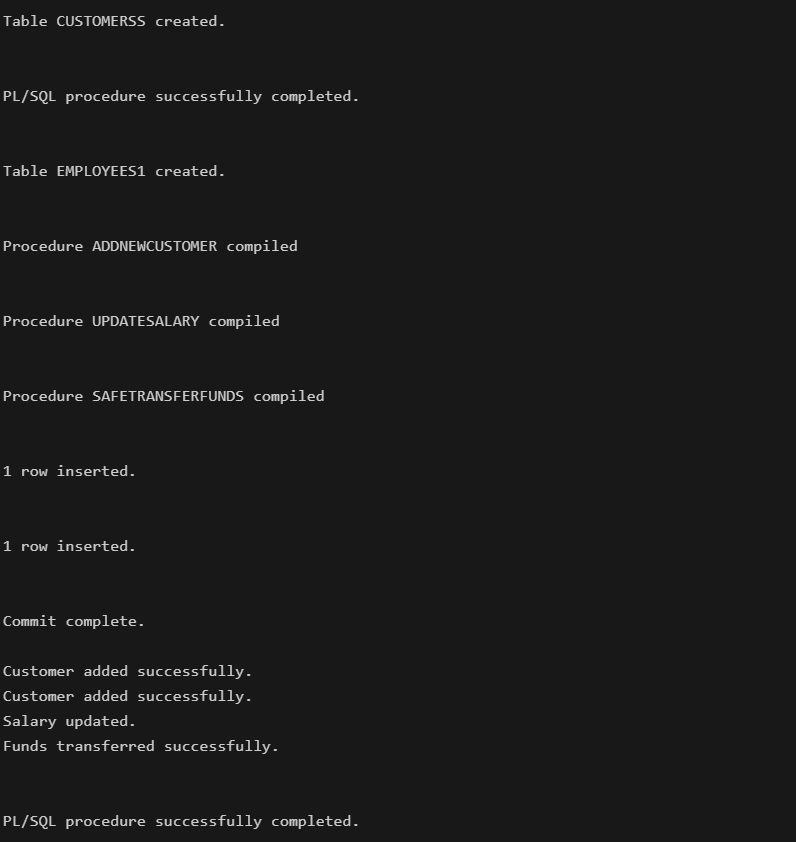 Table CUSTOMERSS created.
PL/SQL procedure successfully completed.
Table EMPLOYEES1 created.
Procedure ADDNEWCUSTOMER compiled
Procedure UPDATESALARY compiled
Procedure SAFETRANSFERFUNDS compiled
1 row inserted.
1 row inserted.
Commit complete.
Customer added successfully.
Customer added successfully.
Salary updated.
Funds transferred successfully.
PL/SQL procedure successfully completed.